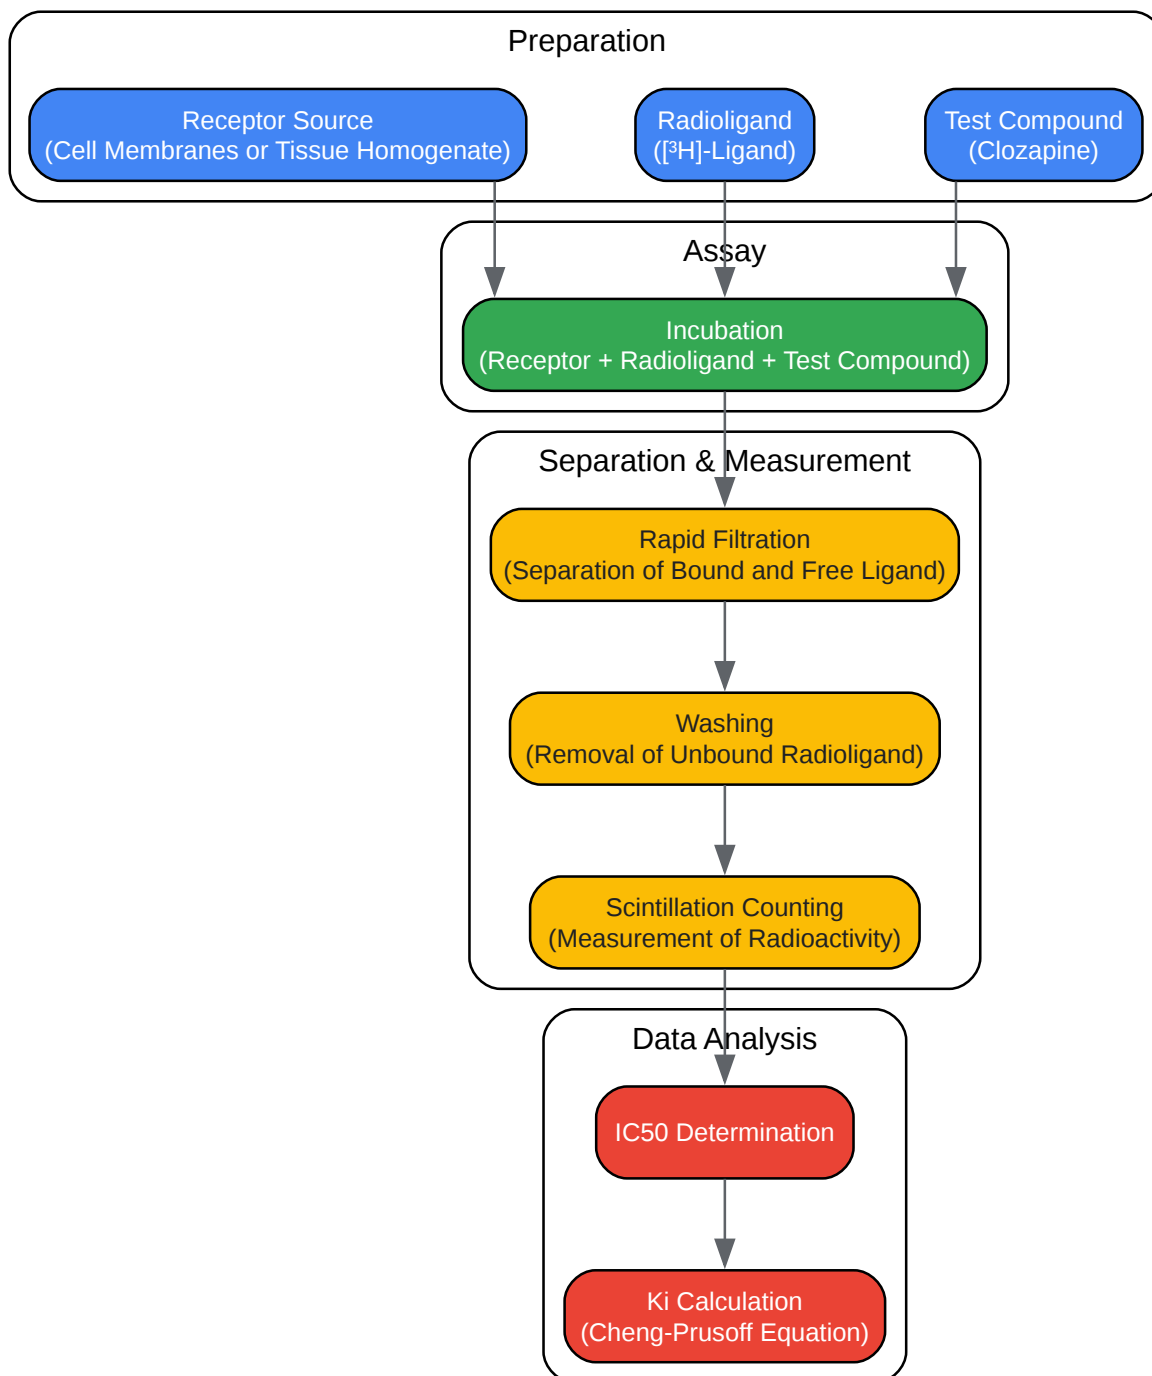 Preparation
Receptor Source
(Cell Membranes or Tissue Homogenate)
Radioligand
([³H]-Ligand)
Test Compound
(Clozapine)
Assay
Incubation
(Receptor + Radioligand + Test Compound)
Separation & Measurement
Rapid Filtration
(Separation of Bound and Free Ligand)
Washing
(Removal of Unbound Radioligand)
Scintillation Counting
(Measurement of Radioactivity)
Data Analysis
IC50 Determination
Ki Calculation
(Cheng-Prusoff Equation)